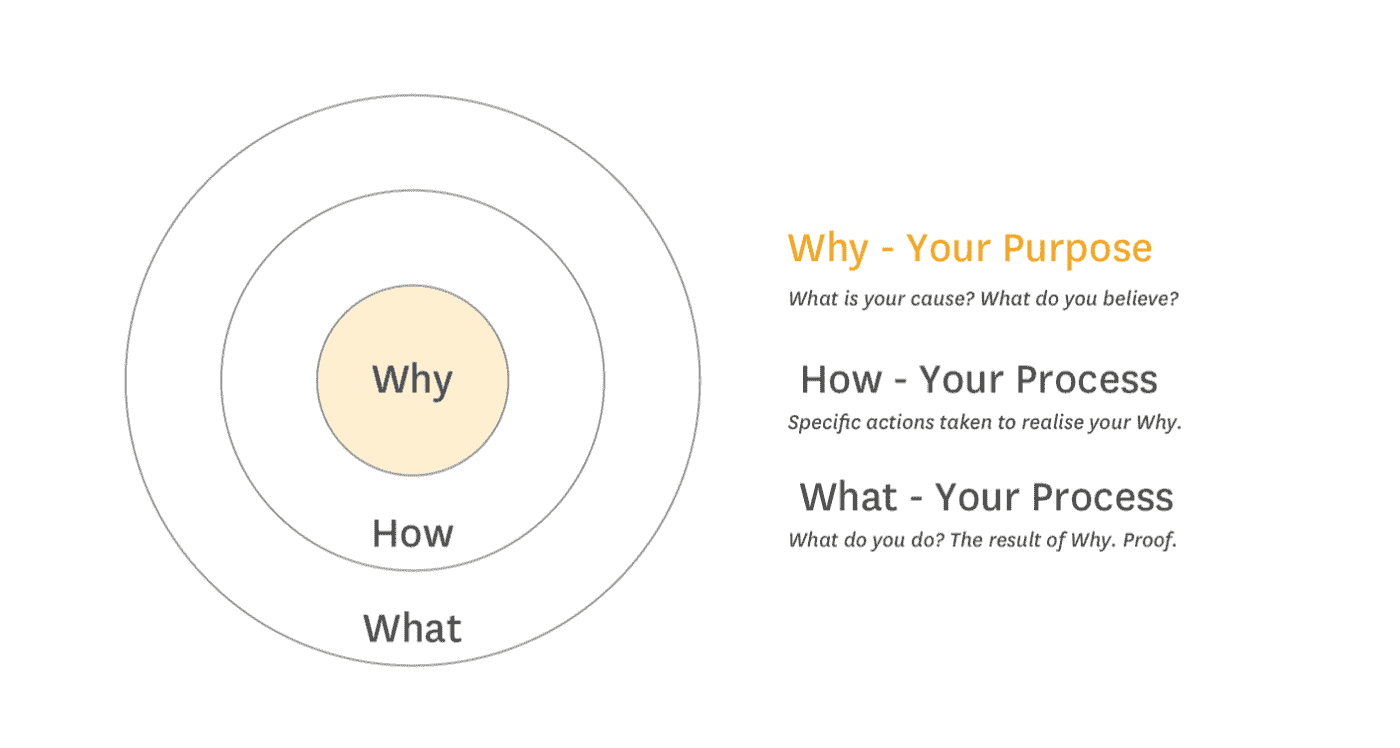 Why
How
What
Why - Your Purpose
What is your cause? What do you believe?
How - Your Process
Specific actions taken to realise your Why.
What - Your Process
What do you do? The result of Why. Proof.